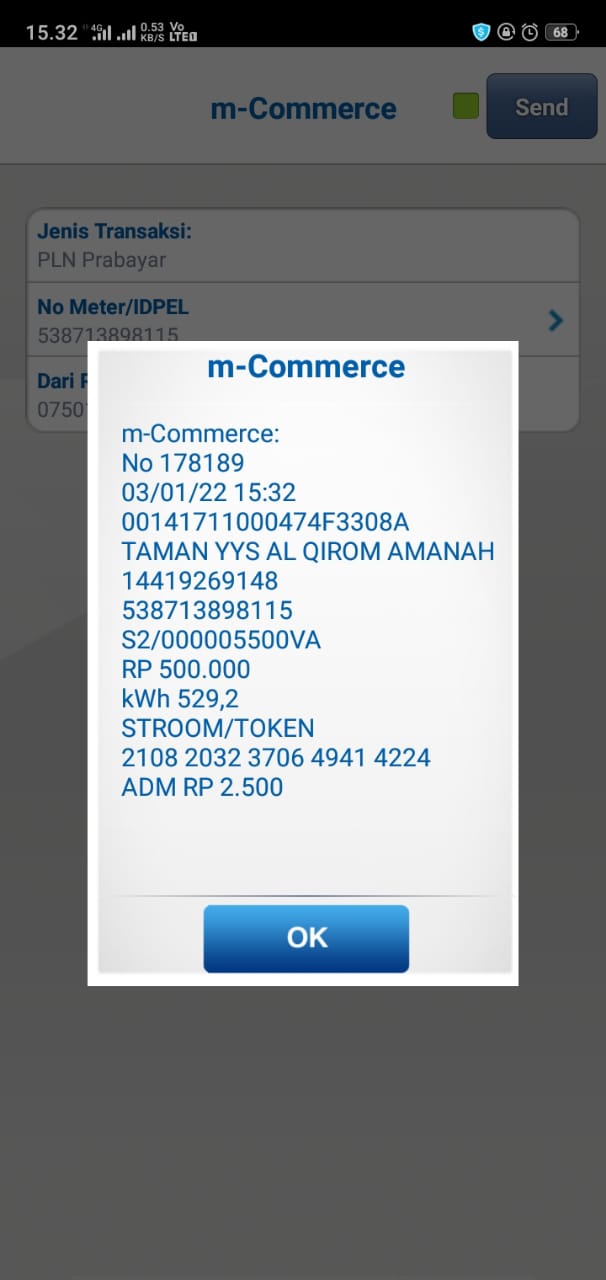 15.32 4G 0.53 KB/S Vo LTE 68
m-Commerce
Send
Jenis Transaksi:
PLN Prabayar
No Meter/IDPEL
538713898115
Dari
0750
m-Commerce
m-Commerce:
No 178189
03/01/22 15:32
00141711000474F3308A
TAMAN YYS AL QIROM AMANAH
14419269148
538713898115
S2/000005500VA
RP 500.000
kWh 529,2
STROOM/TOKEN
2108 2032 3706 4941 4224
ADM RP 2.500
OK